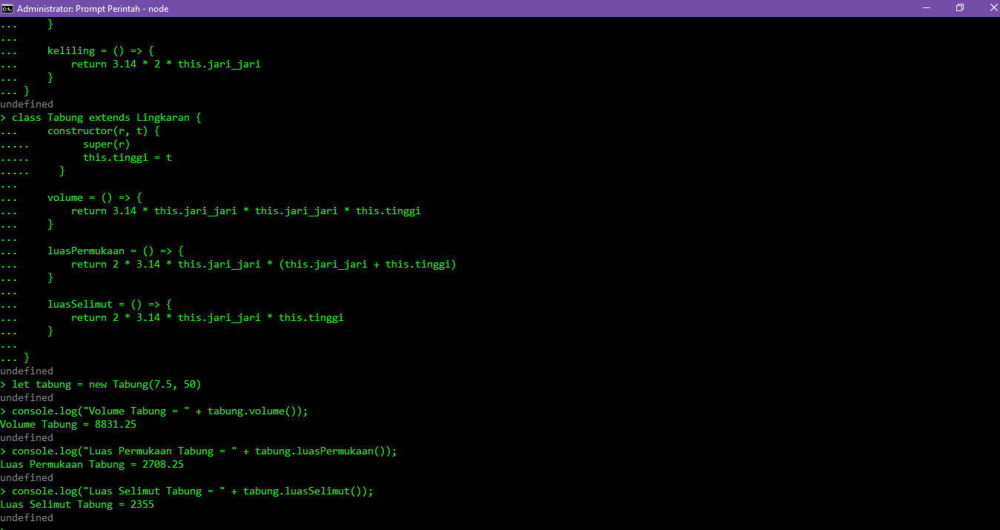 Administrator: Prompt Perintah - node
...     }
...
...     keliling = () => {
...         return 3.14 * 2 * this.jari_jari
...     }
... }
undefined
> class Tabung extends Lingkaran {
...     constructor(r, t) {
.....         super(r)
.....         this.tinggi = t
.....     }
...
...     volume = () => {
...         return 3.14 * this.jari_jari * this.jari_jari * this.tinggi
...     }
...
...     luasPermukaan = () => {
...         return 2 * 3.14 * this.jari_jari * (this.jari_jari + this.tinggi)
...     }
...
...     luasSelimut = () => {
...         return 2 * 3.14 * this.jari_jari * this.tinggi
...     }
...
... }
undefined
> let tabung = new Tabung(7.5, 50)
undefined
> console.log("Volume Tabung = " + tabung.volume());
Volume Tabung = 8831.25
undefined
> console.log("Luas Permukaan Tabung = " + tabung.luasPermukaan());
Luas Permukaan Tabung = 2708.25
undefined
> console.log("Luas Selimut Tabung = " + tabung.luasSelimut());
Luas Selimut Tabung = 2355
undefined
>